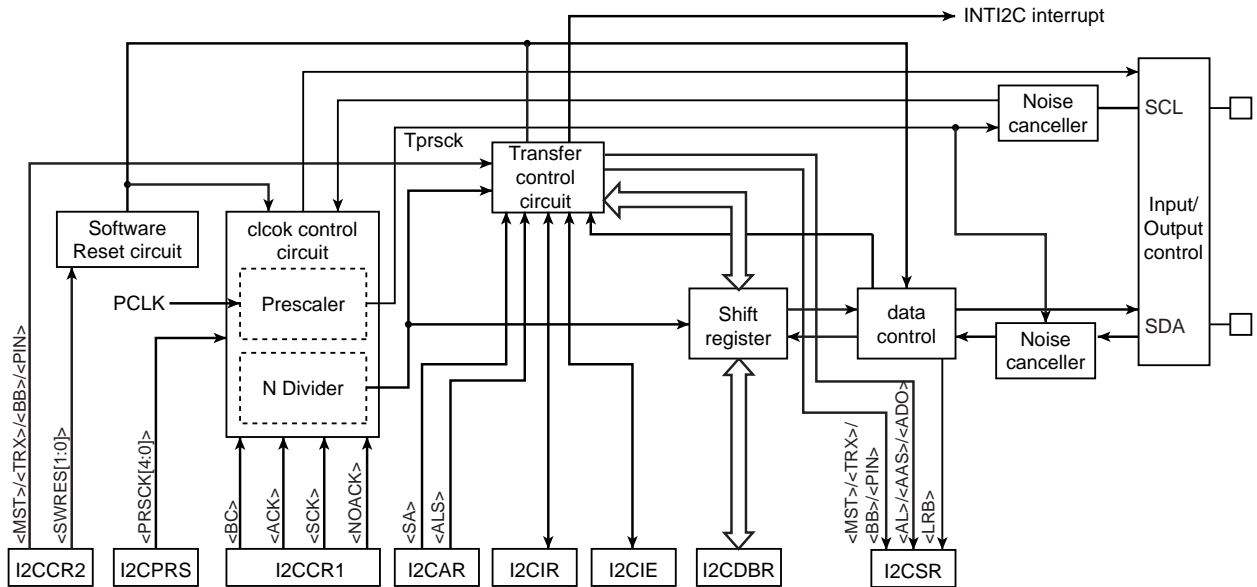 INTI2C interrupt
Tprsck
Transfer
control
circuit
Noise
canceller
SCL
Input/
Output
control
SDA
Software
Reset circuit
clcok control
circuit
PCLK
Prescaler
N Divider
Shift
register
data
control
Noise
canceller
<MST>/<TRX>/<BB>/<PIN>
<SWRES[1:0]>
<PRSCK[4:0]>
<BC>
<ACK>
<SCK>
<NOACK>
<SA>
<ALS>
<MST>/<TRX>/
<BB>/<PIN>
<AL>/<AAS>/<ADO>
<LRB>
I2CCR2
I2CPRS
I2CCR1
I2CAR
I2CIR
I2CIE
I2CDBR
I2CSR